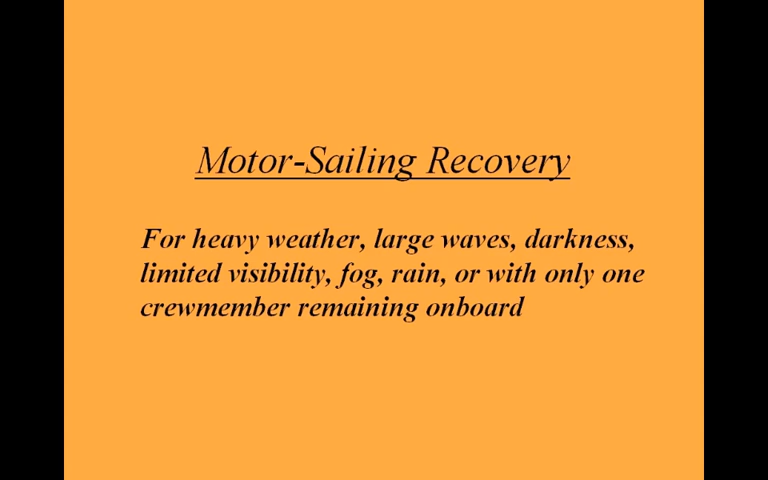 Motor-Sailing Recovery
For heavy weather, large waves, darkness,
limited visibility, fog, rain, or with only one
crewmember remaining onboard